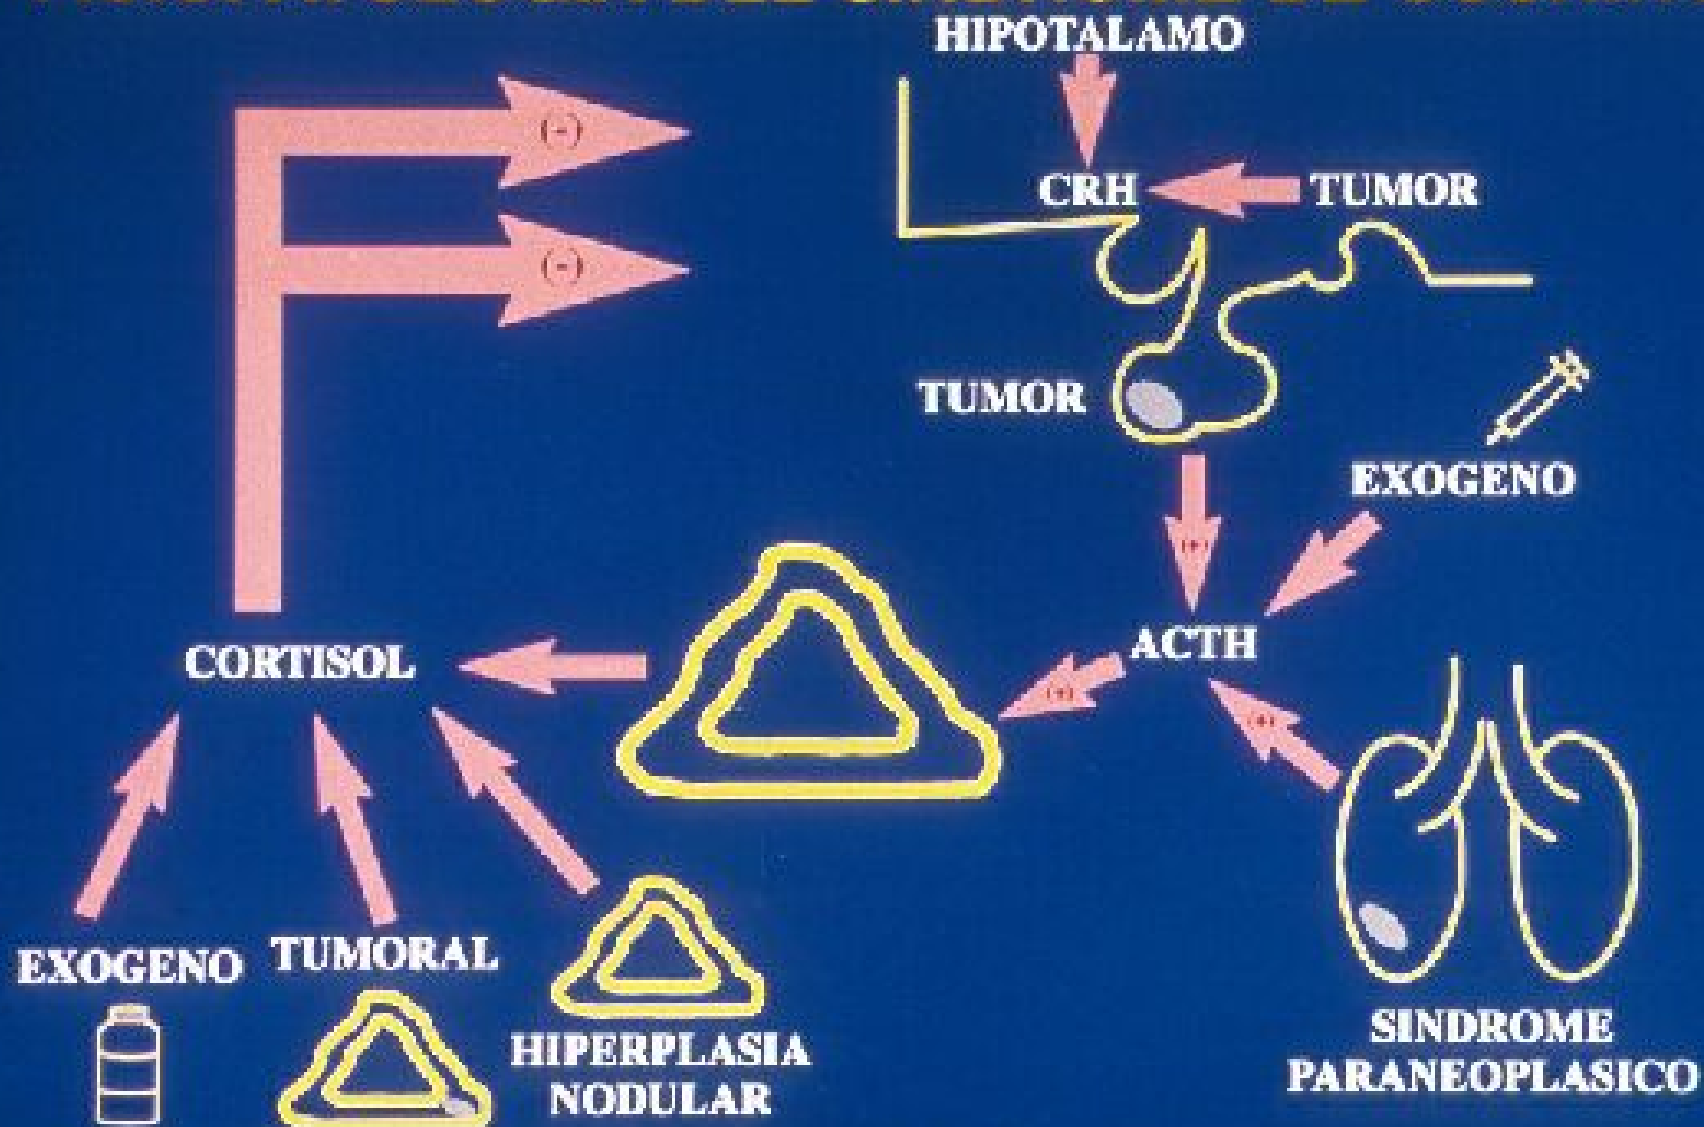 HIPOTALAMO
(-)
CRH
TUMOR
(-)
TUMOR
EXOGENO
(+)
ACTH
CORTISOL
(+)
(+)
EXOGENO
TUMORAL
HIPERPLASIA
NODULAR
SINDROME
PARANEOPLASICO